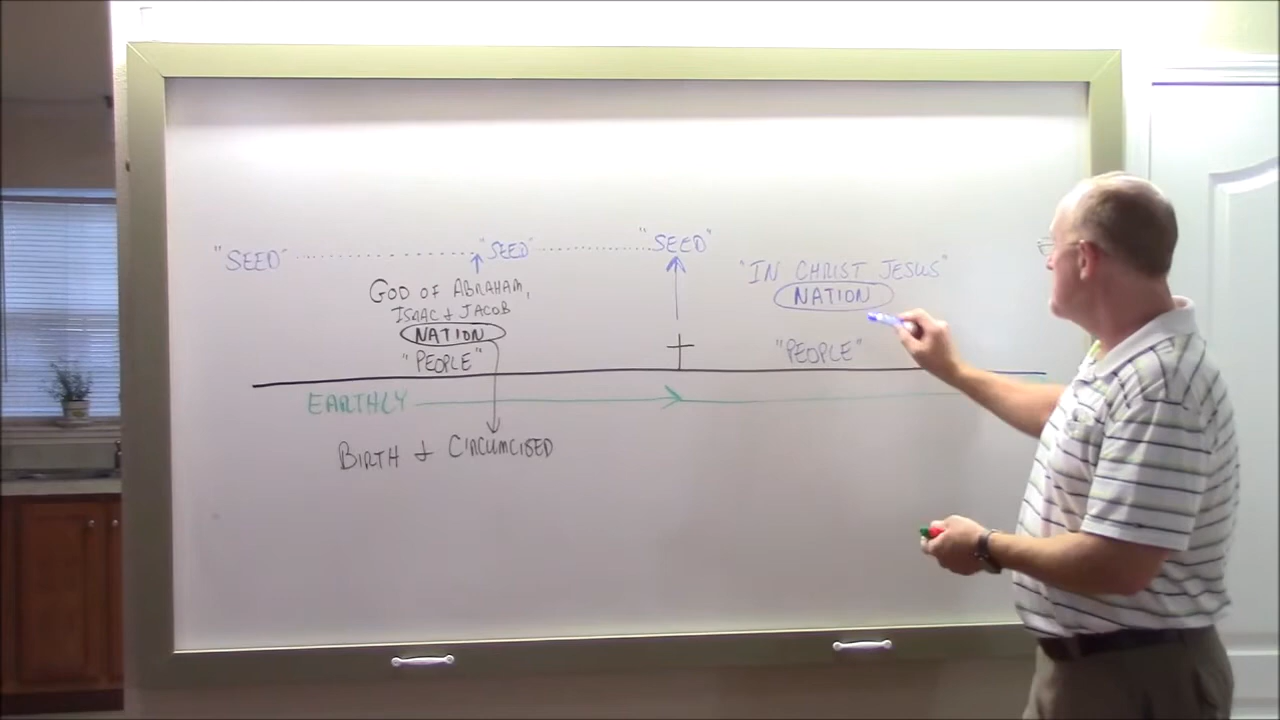 "SEED" "SEED" "SEED"
GOD OF ABRAHAM,
ISAAC & JACOB
NATION
"PEOPLE"
"IN CHRIST JESUS"
NATION
"PEOPLE"
EARTHLY
BIRTH & CIRCUMCISED